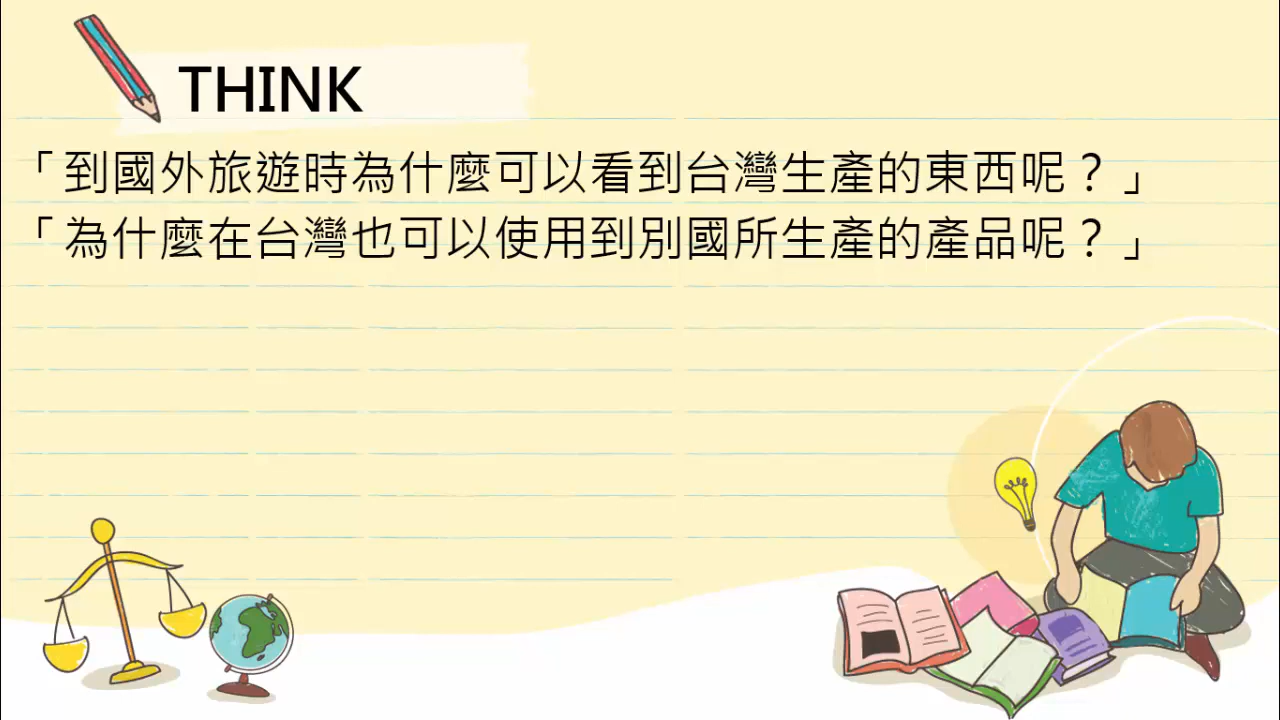 THINK
「到國外旅遊時為什麼可以看到台灣生產的東西呢？」
「為什麼在台灣也可以使用到別國所生產的產品呢？」